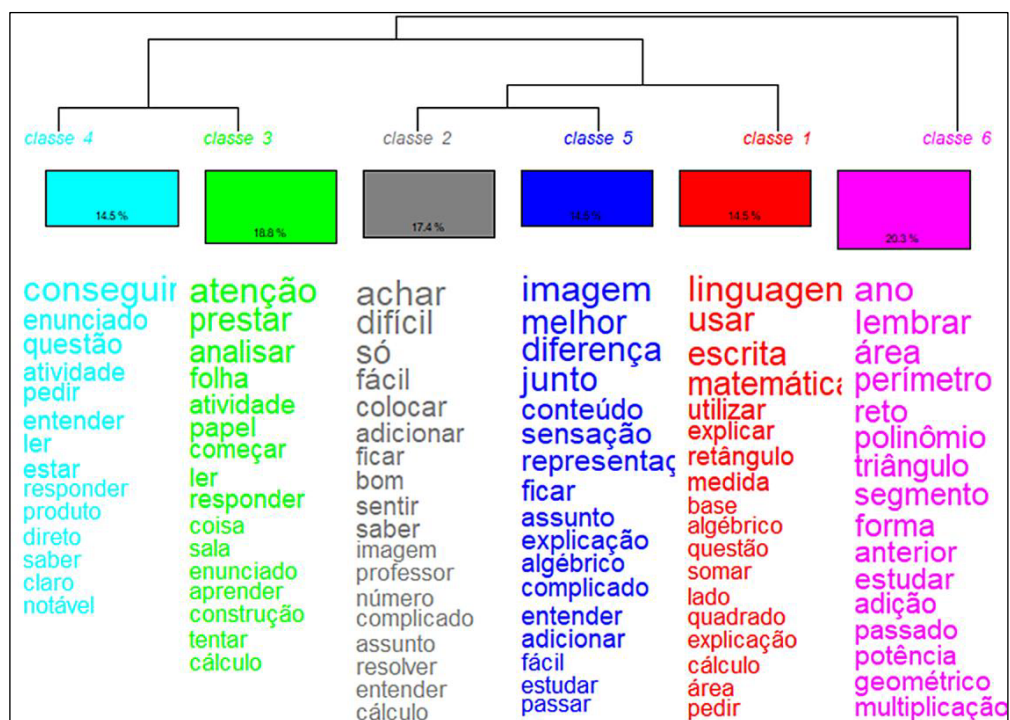 classe 4
classe 3
classe 2
classe 5
classe 1
classe 6
14.5 %
18.8 %
17.4 %
14.5 %
14.5 %
20.3 %
conseguir
enunciado
questão
atividade
pedir
entender
ler
estar
responder
produto
direto
saber
claro
notável
atenção
prestar
analisar
folha
atividade
papel
começar
ler
responder
coisa
sala
enunciado
aprender
construção
tentar
cálculo
achar
difícil
só
fácil
colocar
adicionar
ficar
bom
sentir
saber
imagem
professor
número
complicado
assunto
resolver
entender
cálculo
imagem
melhor
diferença
junto
conteúdo
sensação
representaç
ficar
assunto
explicação
algébrico
complicado
entender
adicionar
fácil
estudar
passar
linguagen
usar
escrita
matemática
utilizar
explicar
retângulo
medida
base
algébrico
questão
somar
lado
quadrado
explicação
cálculo
área
pedir
ano
lembrar
área
perímetro
reto
polinômio
triângulo
segmento
forma
anterior
estudar
adição
passado
potência
geométrico
multiplicação